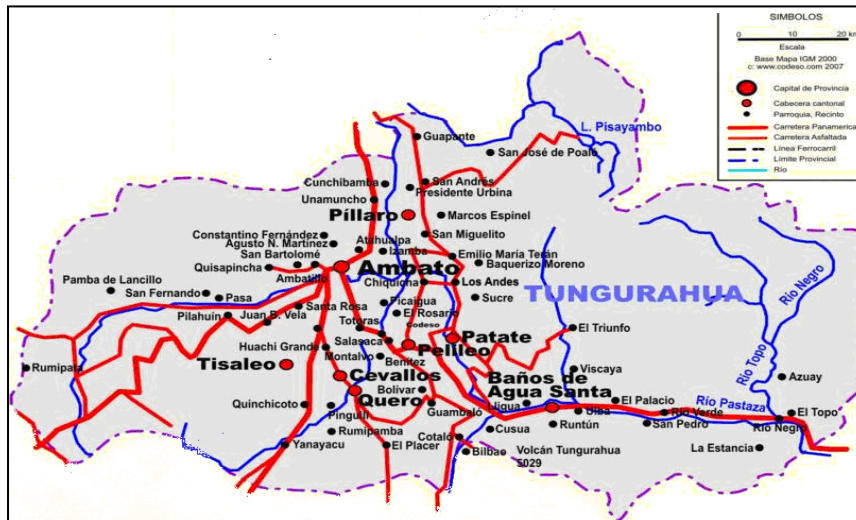 SIMBOLOS
0 10 20 km
Escala
Base Mapa IGM 2000
c: www.codeso.com 2007
Capital de Provincia
Cabecera cantonal
Parroquia, Recinto
Carretera Panamerica
Carretera Asfaltada
Línea Ferrocarril
Límite Provincial
Río
Guapante
L. Pisayambo
San José de Poaló
Cunchibamba
San Andrés
Presidente Urbina
Unamuncho
Píllaro
Marcos Espinel
Constantino Fernández
San Miguelito
Agusto N. Martínez
Atahualpa
Izamba
San Bartolomé
Emilio María Terán
Quisapincha
Ambato
Baquerizo Moreno
Ambatillo
Chiquicha
Los Andes
Río Negro
Pamba de Lancillo
San Fernando
Pasa
Sucre
TUNGURAHUA
Santa Rosa
Picaigua
Pilahuín
Juan B. Vela
El Rosario
Codeso
Totoras
El Triunfo
Patate
Huachi Grande
Salasaca
Pelileo
Montalvo
Benítez
Río Topo
Rumipara
Tisaleo
Viscaya
Cevallos
Baños de
Agua Santa
Azuay
Bolívar
Quero
Quinchicoto
Pinguili
Guambaló
Ulba
El Palacio
Río Pastaza
Río Verde
El Topo
Rumipamba
Cusua
Runtún
San Pedro
Río Negro
Yanayacu
El Placer
Cotaló
Bilbao
Volcán Tungurahua
5029
La Estancia